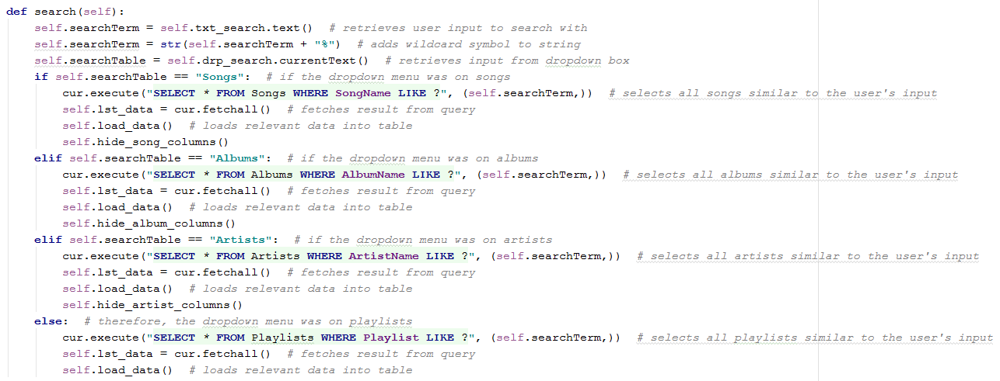 def search(self):
    self.searchTerm = self.txt_search.text()  # retrieves user input to search with
    self.searchTerm = str(self.searchTerm + "%")  # adds wildcard symbol to string
    self.searchTable = self.drp_search.currentText()  # retrieves input from dropdown box
    if self.searchTable == "Songs":  # if the dropdown menu was on songs
        cur.execute("SELECT * FROM Songs WHERE SongName LIKE ?", (self.searchTerm,))  # selects all songs similar to the user's input
        self.lst_data = cur.fetchall()  # fetches result from query
        self.load_data()  # loads relevant data into table
        self.hide_song_columns()
    elif self.searchTable == "Albums":  # if the dropdown menu was on albums
        cur.execute("SELECT * FROM Albums WHERE AlbumName LIKE ?", (self.searchTerm,))  # selects all albums similar to the user's input
        self.lst_data = cur.fetchall()  # fetches result from query
        self.load_data()  # loads relevant data into table
        self.hide_album_columns()
    elif self.searchTable == "Artists":  # if the dropdown menu was on artists
        cur.execute("SELECT * FROM Artists WHERE ArtistName LIKE ?", (self.searchTerm,))  # selects all artists similar to the user's input
        self.lst_data = cur.fetchall()  # fetches result from query
        self.load_data()  # loads relevant data into table
        self.hide_artist_columns()
    else:  # therefore, the dropdown menu was on playlists
        cur.execute("SELECT * FROM Playlists WHERE Playlist LIKE ?", (self.searchTerm,))  # selects all playlists similar to the user's input
        self.lst_data = cur.fetchall()  # fetches result from query
        self.load_data()  # loads relevant data into table